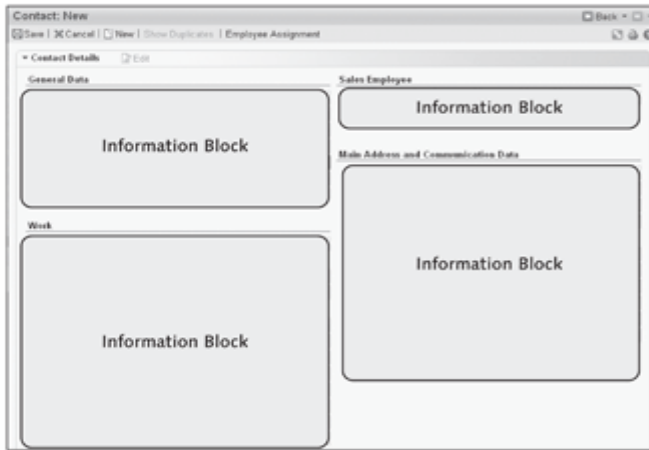 Contact: New
Back
Save | Cancel | New | Show Duplicates | Employee Assignment
Contact Details Edit
General Data
Information Block
Work
Information Block
Sales Employee
Information Block
Main Address and Communication Data
Information Block